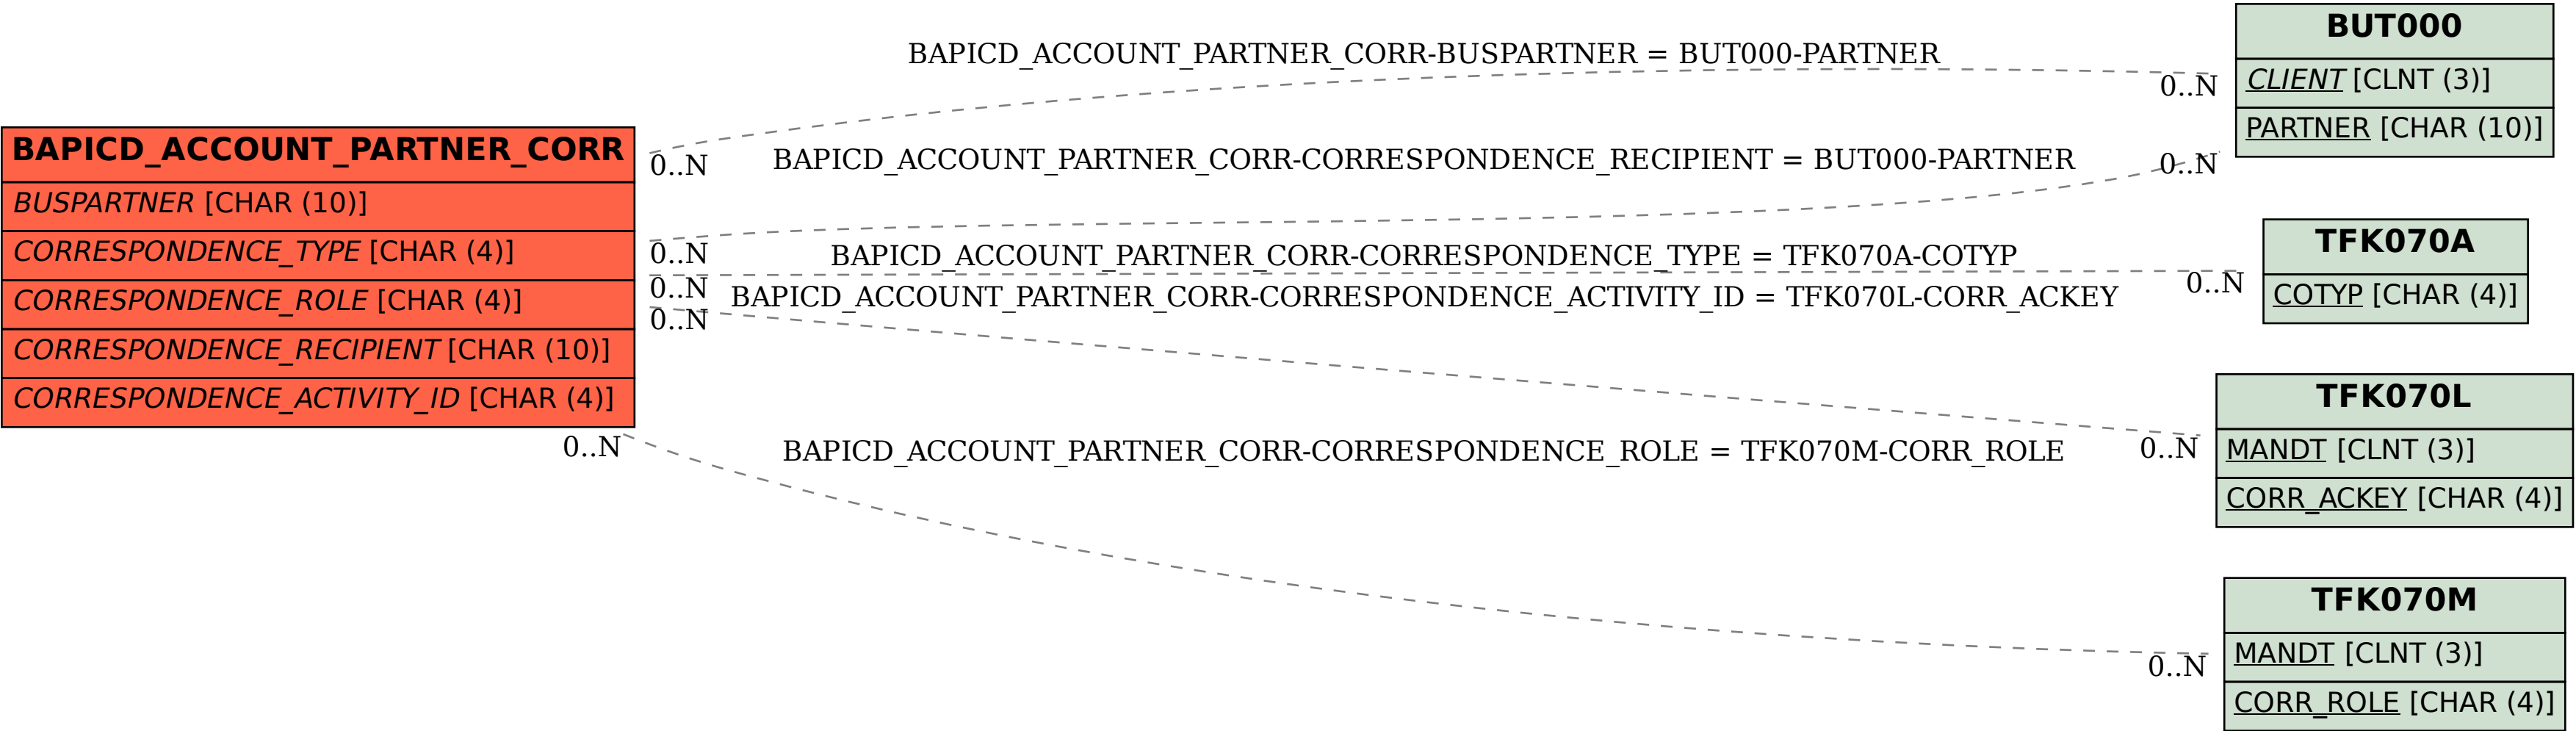 BAPICD_ACCOUNT_PARTNER_CORR
BUSPARTNER [CHAR (10)]
CORRESPONDENCE_TYPE [CHAR (4)]
CORRESPONDENCE_ROLE [CHAR (4)]
CORRESPONDENCE_RECIPIENT [CHAR (10)]
CORRESPONDENCE_ACTIVITY_ID [CHAR (4)]
BAPICD_ACCOUNT_PARTNER_CORR-BUSPARTNER = BUT000-PARTNER
0..N
0..N
BAPICD_ACCOUNT_PARTNER_CORR-CORRESPONDENCE_RECIPIENT = BUT000-PARTNER
0..N
0..N
BAPICD_ACCOUNT_PARTNER_CORR-CORRESPONDENCE_TYPE = TFK070A-COTYP
0..N
0..N
BAPICD_ACCOUNT_PARTNER_CORR-CORRESPONDENCE_ACTIVITY_ID = TFK070L-CORR_ACKEY
0..N
0..N
BAPICD_ACCOUNT_PARTNER_CORR-CORRESPONDENCE_ROLE = TFK070M-CORR_ROLE
0..N
0..N
BUT000
CLIENT [CLNT (3)]
PARTNER [CHAR (10)]
TFK070A
COTYP [CHAR (4)]
TFK070L
MANDT [CLNT (3)]
CORR_ACKEY [CHAR (4)]
TFK070M
MANDT [CLNT (3)]
CORR_ROLE [CHAR (4)]